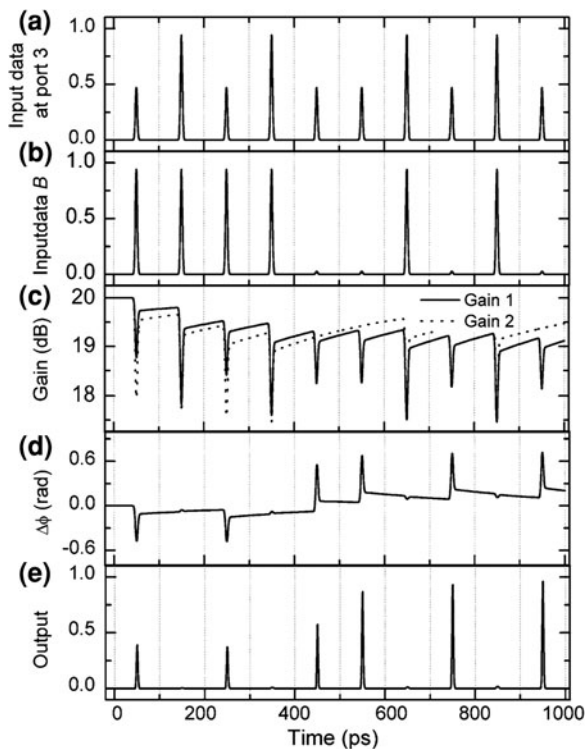 (a)
Input data
at port 3
1.0
0.5
0.0
(b)
Inputdata B
1.0
0.5
0.0
(c)
Gain (dB)
20
19
18
Gain 1
Gain 2
(d)
Δϕ (rad)
0.6
0.0
-0.6
(e)
Output
1.0
0.5
0.0
0 200 400 600 800 1000
Time (ps)